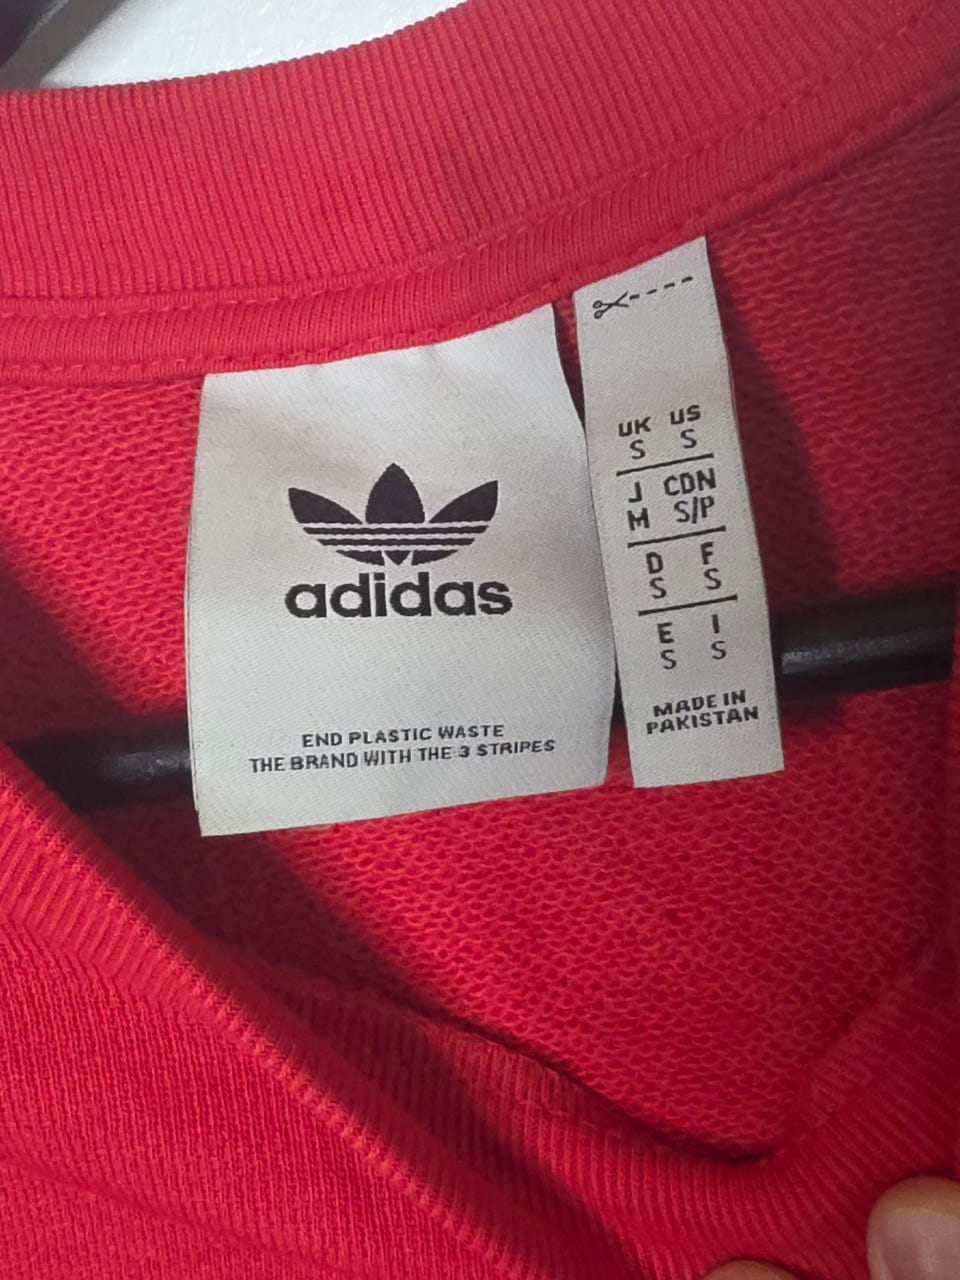 adidas
END PLASTIC WASTE
THE BRAND WITH THE 3 STRIPES
UK US
S S
J CDN
M S/P
D F
S S
E I
S S
MADE IN
PAKISTAN